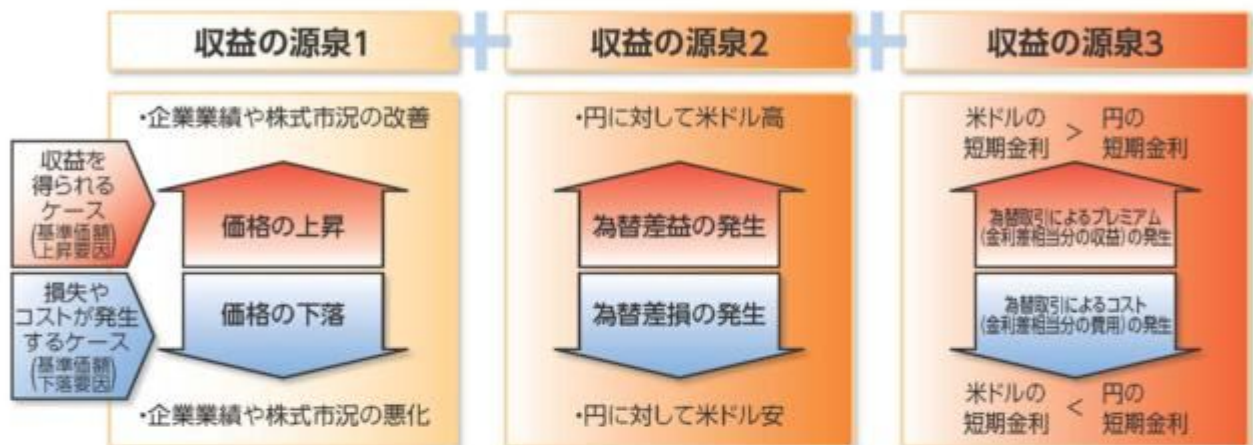 収益の源泉1
+
収益の源泉2
+
収益の源泉3
収益を
得られる
ケース
(基準価額
上昇要因)
・企業業績や株式市況の改善
価格の上昇
・円に対して米ドル高
為替差益の発生
米ドルの
短期金利
>
円の
短期金利
為替取引によるプレミアム
(金利差相当分の収益)の発生
損失や
コストが発生
するケース
(基準価額
下落要因)
価格の下落
・企業業績や株式市況の悪化
為替差損の発生
・円に対して米ドル安
為替取引によるコスト
(金利差相当分の費用)の発生
米ドルの
短期金利
<
円の
短期金利